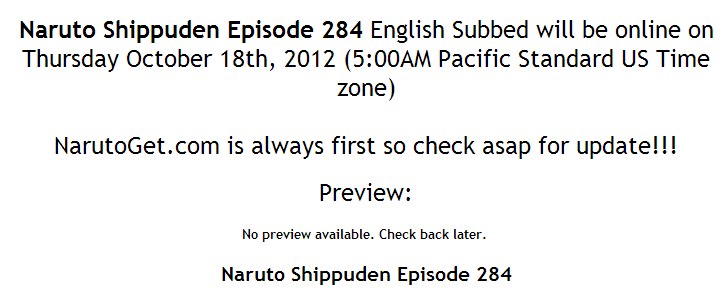 Naruto Shippuden Episode 284 English Subbed will be online on
Thursday October 18th, 2012 (5:00AM Pacific Standard US Time
zone)
NarutoGet.com is always first so check asap for update!!!
Preview:
No preview available. Check back later.
Naruto Shippuden Episode 284